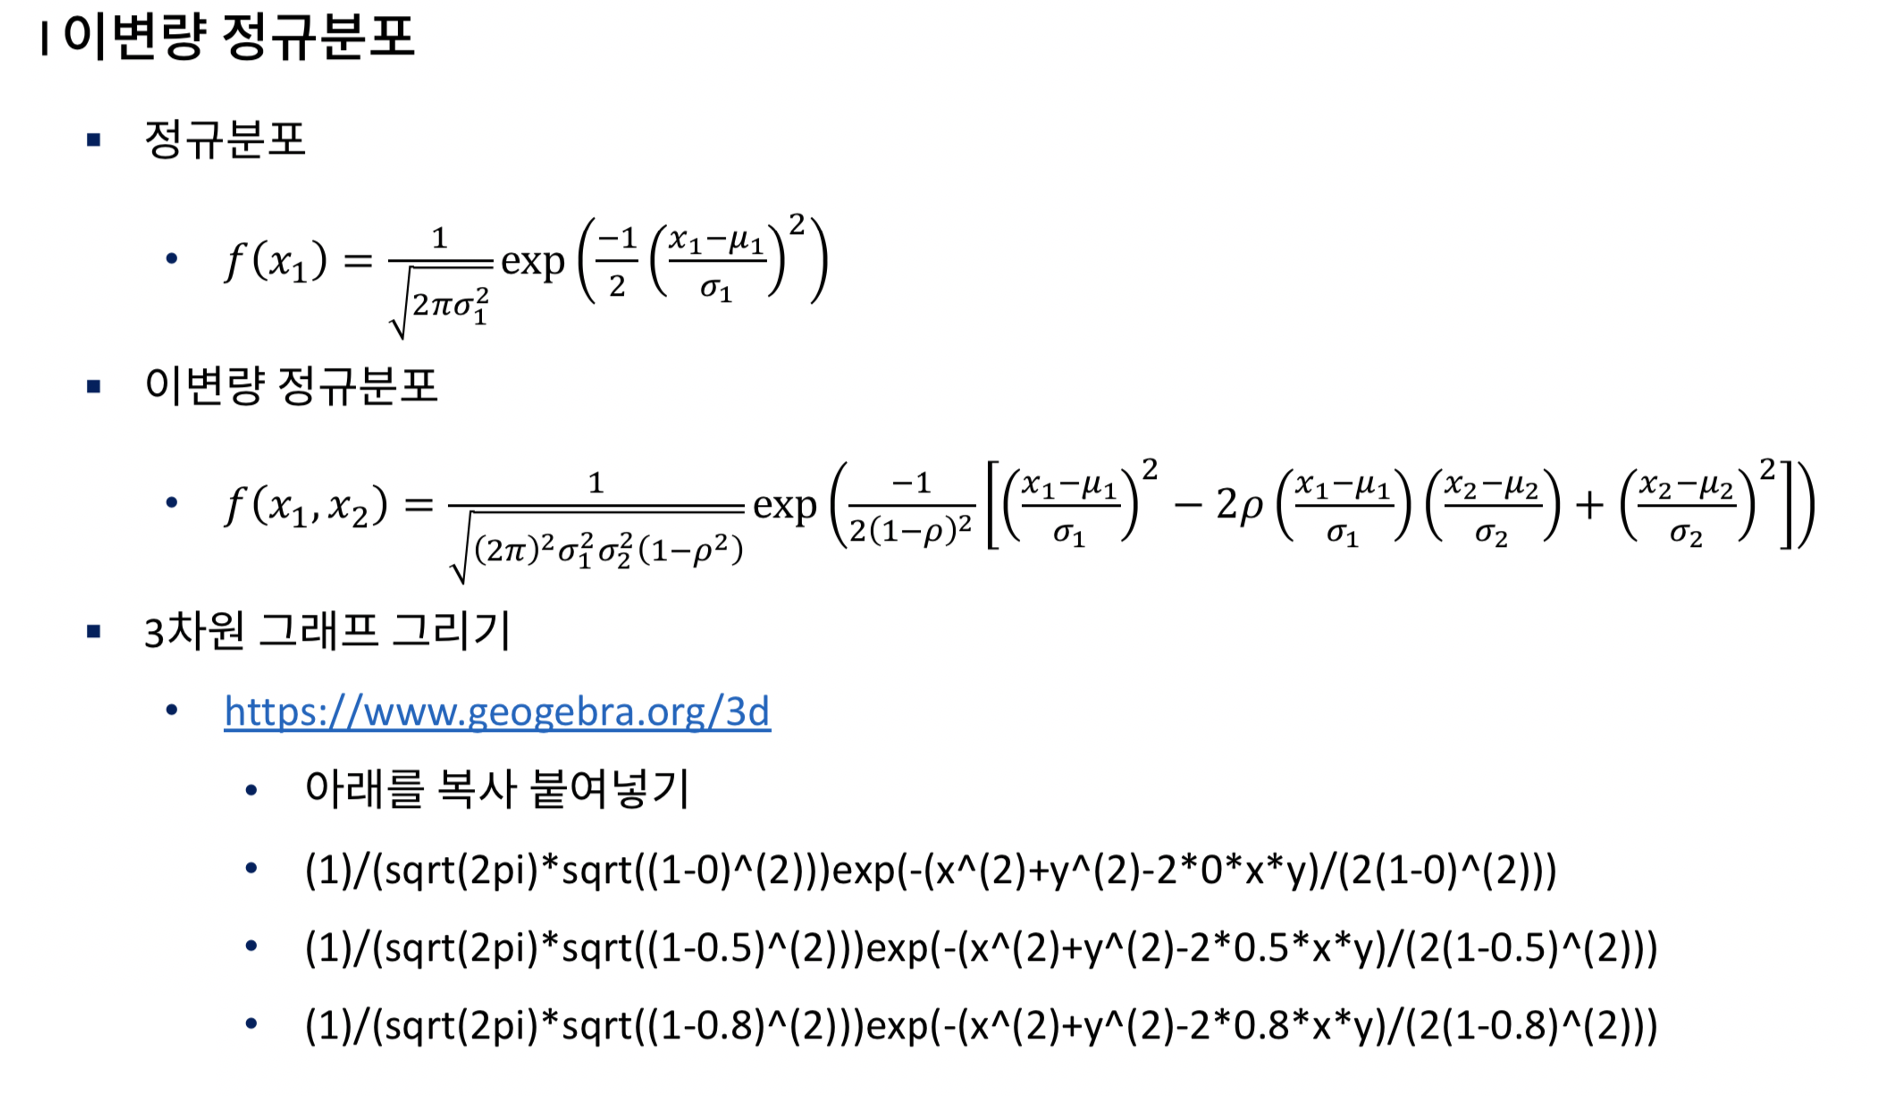 이변량 정규분포
▪ 정규분포
• f(x₁) = 1/√(2πσ₁²) exp(−1/2 ((x₁−μ₁)/σ₁)²)
▪ 이변량 정규분포
• f(x₁, x₂) = 1/√((2π)²σ₁²σ₂²(1−ρ²)) exp(−1/(2(1−ρ)²) [((x₁−μ₁)/σ₁)² − 2ρ((x₁−μ₁)/σ₁)((x₂−μ₂)/σ₂) + ((x₂−μ₂)/σ₂)²])
▪ 3차원 그래프 그리기
• https://www.geogebra.org/3d
• 아래를 복사 붙여넣기
• (1)/(sqrt(2pi)*sqrt((1-0)^(2)))exp(-(x^(2)+y^(2)-2*0*x*y)/(2(1-0)^(2)))
• (1)/(sqrt(2pi)*sqrt((1-0.5)^(2)))exp(-(x^(2)+y^(2)-2*0.5*x*y)/(2(1-0.5)^(2)))
• (1)/(sqrt(2pi)*sqrt((1-0.8)^(2)))exp(-(x^(2)+y^(2)-2*0.8*x*y)/(2(1-0.8)^(2)))